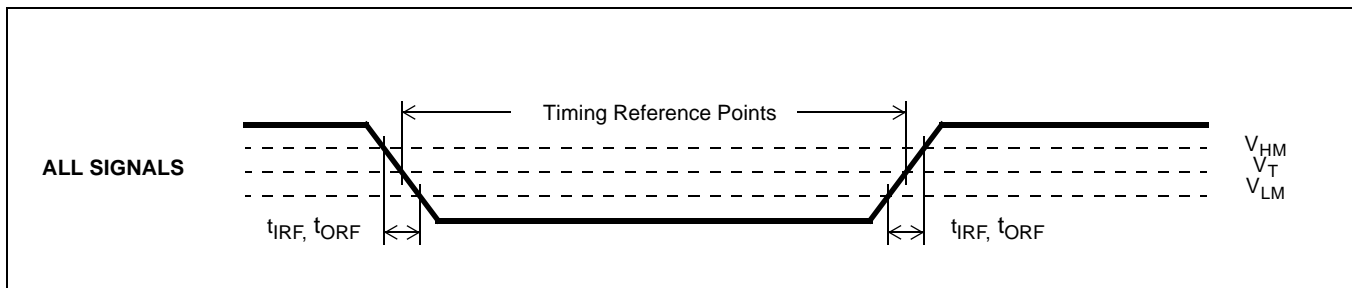 Timing Reference Points
ALL SIGNALS
V_HM
V_T
V_LM
t_IRF, t_ORF
t_IRF, t_ORF